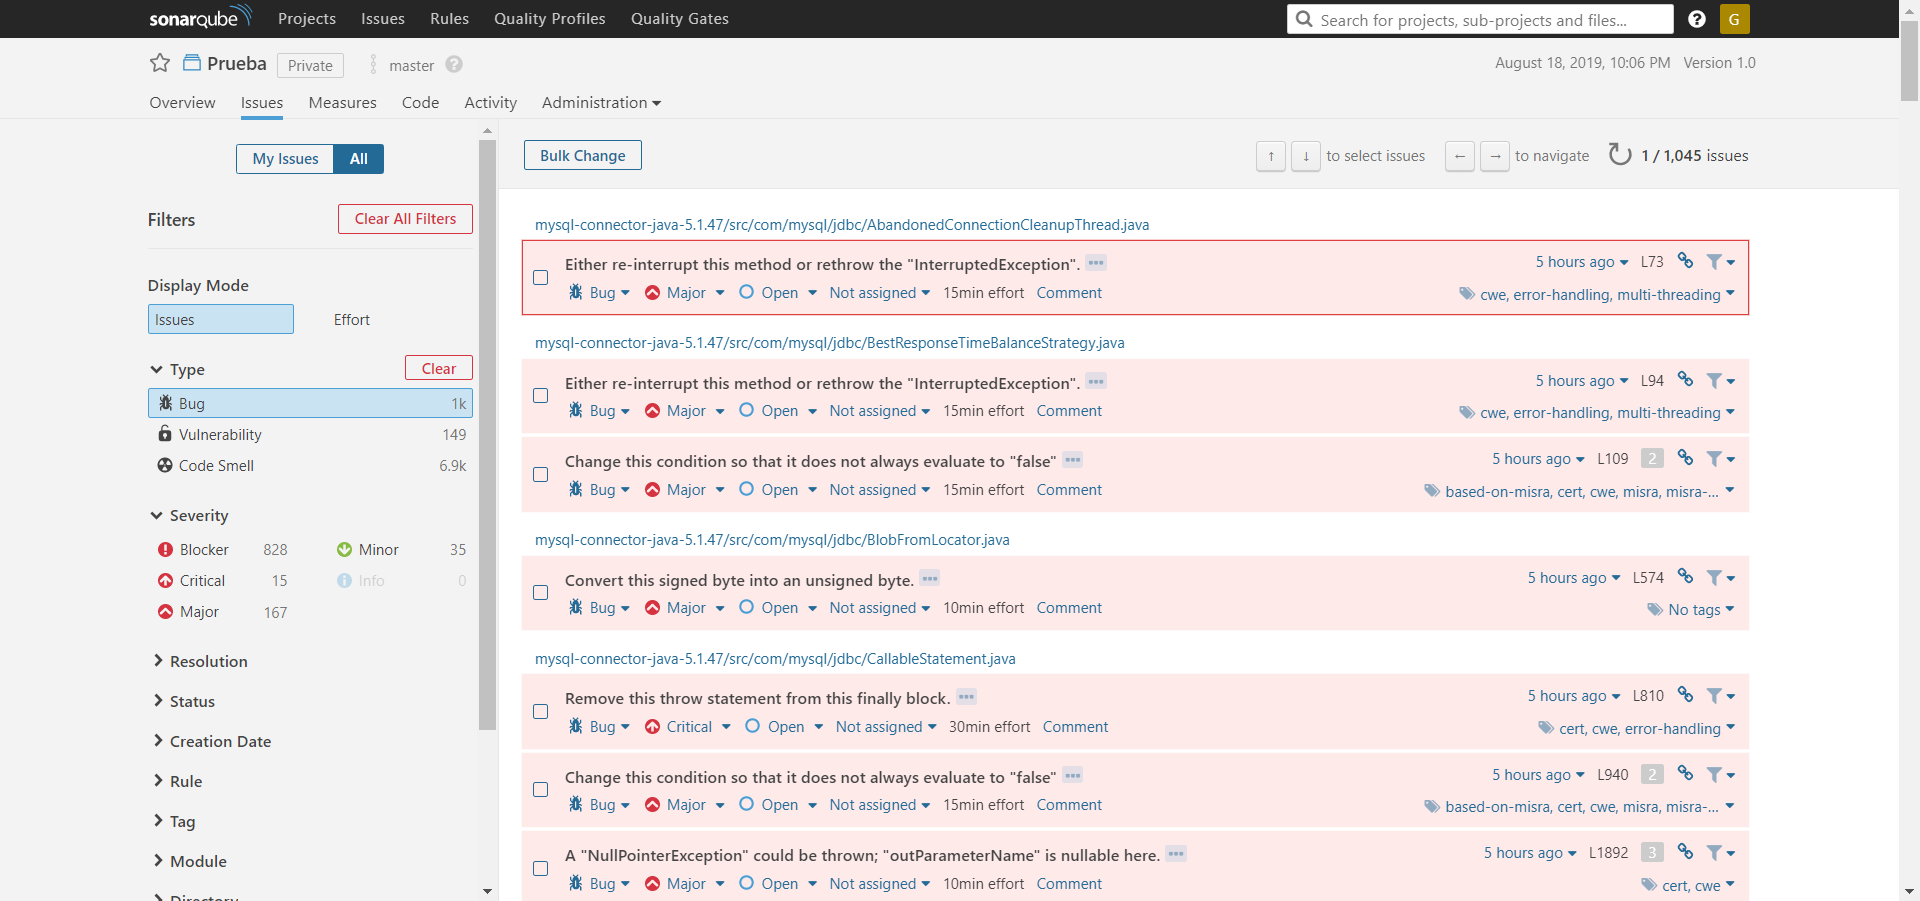 sonarqube Projects Issues Rules Quality Profiles Quality Gates Search for projects, sub-projects and files... ? G
Prueba Private master ? August 18, 2019, 10:06 PM Version 1.0
Overview Issues Measures Code Activity Administration
My Issues All
Bulk Change ↑ ↓ to select issues ← → to navigate 1 / 1,045 issues
Filters Clear All Filters
Display Mode
Issues Effort
Type Clear
Bug 1k
Vulnerability 149
Code Smell 6.9k
Severity
Blocker 828 Minor 35
Critical 15 Info 0
Major 167
Resolution
Status
Creation Date
Rule
Tag
Module
Directory
mysql-connector-java-5.1.47/src/com/mysql/jdbc/AbandonedConnectionCleanupThread.java
Either re-interrupt this method or rethrow the "InterruptedException". 5 hours ago L73
Bug Major Open Not assigned 15min effort Comment cwe, error-handling, multi-threading
mysql-connector-java-5.1.47/src/com/mysql/jdbc/BestResponseTimeBalanceStrategy.java
Either re-interrupt this method or rethrow the "InterruptedException". 5 hours ago L94
Bug Major Open Not assigned 15min effort Comment cwe, error-handling, multi-threading
Change this condition so that it does not always evaluate to "false" 5 hours ago L109 2
Bug Major Open Not assigned 15min effort Comment based-on-misra, cert, cwe, misra, misra-...
mysql-connector-java-5.1.47/src/com/mysql/jdbc/BlobFromLocator.java
Convert this signed byte into an unsigned byte. 5 hours ago L574
Bug Major Open Not assigned 10min effort Comment No tags
mysql-connector-java-5.1.47/src/com/mysql/jdbc/CallableStatement.java
Remove this throw statement from this finally block. 5 hours ago L810
Bug Critical Open Not assigned 30min effort Comment cert, cwe, error-handling
Change this condition so that it does not always evaluate to "false" 5 hours ago L940 2
Bug Major Open Not assigned 15min effort Comment based-on-misra, cert, cwe, misra, misra-...
A "NullPointerException" could be thrown; "outParameterName" is nullable here. 5 hours ago L1892 3
Bug Major Open Not assigned 10min effort Comment cert, cwe